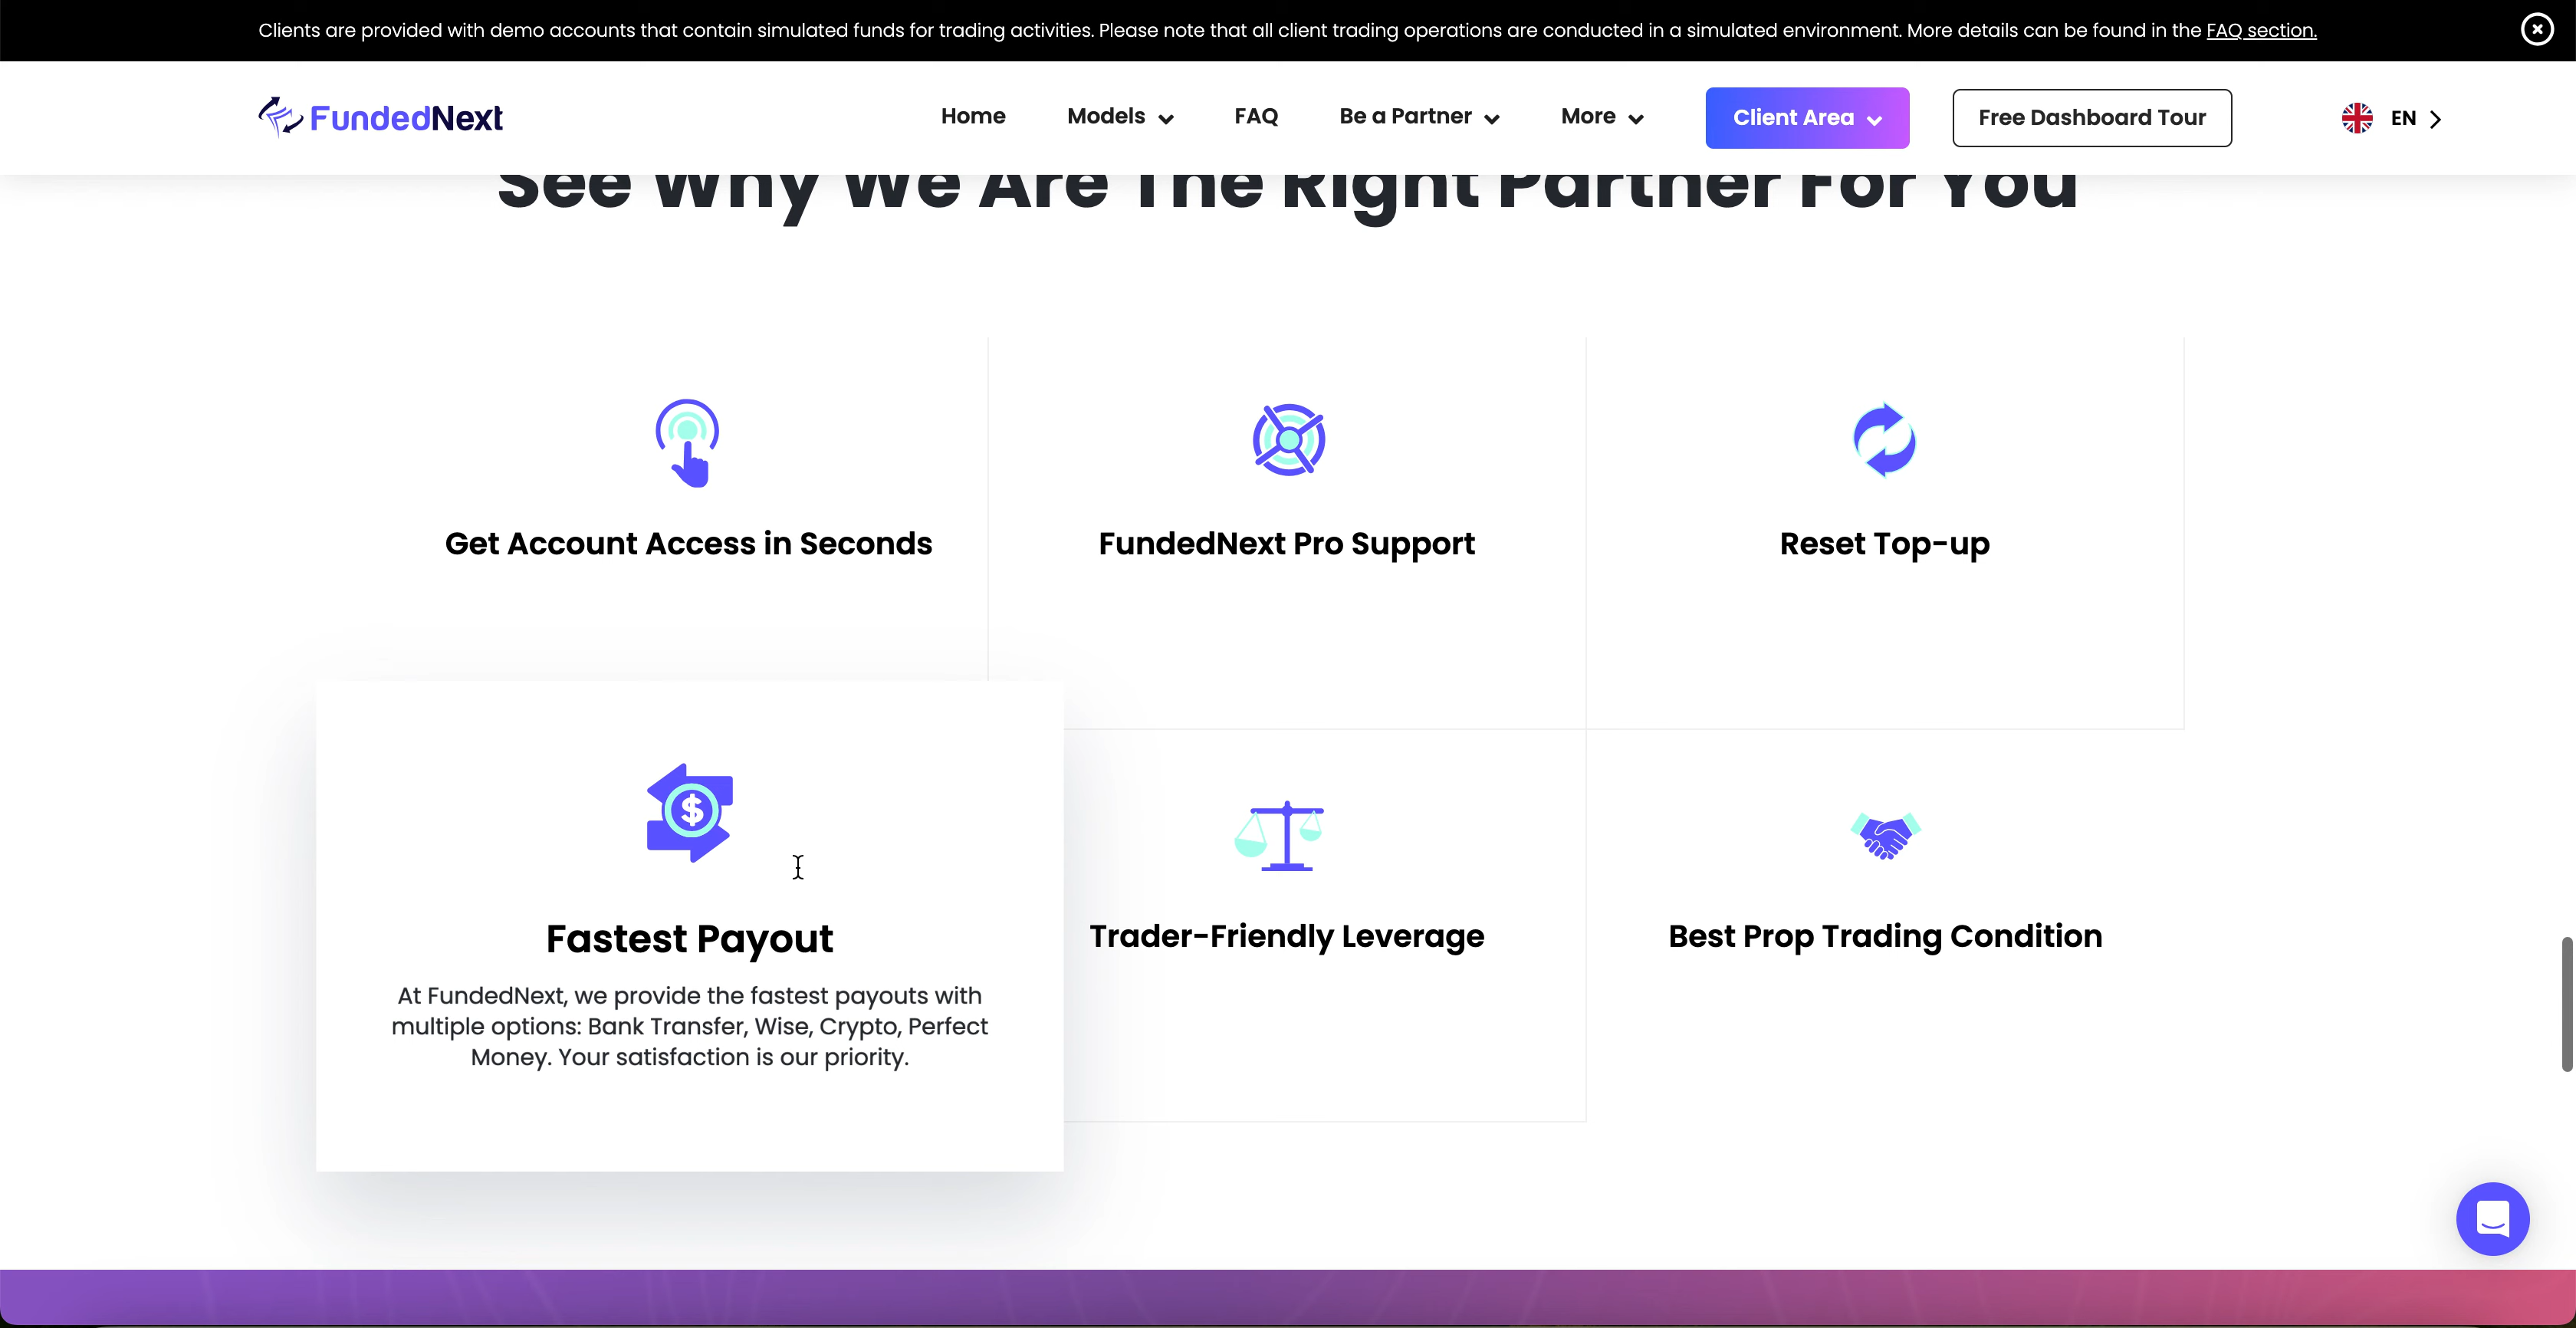 Clients are provided with demo accounts that contain simulated funds for trading activities. Please note that all client trading operations are conducted in a simulated environment. More details can be found in the FAQ section.
FundedNext
Home
Models
FAQ
Be a Partner
More
Client Area
Free Dashboard Tour
EN
See Why We Are The Right Partner For You
Get Account Access in Seconds
FundedNext Pro Support
Reset Top-up
$
Fastest Payout
At FundedNext, we provide the fastest payouts with
multiple options: Bank Transfer, Wise, Crypto, Perfect
Money. Your satisfaction is our priority.
Trader-Friendly Leverage
Best Prop Trading Condition